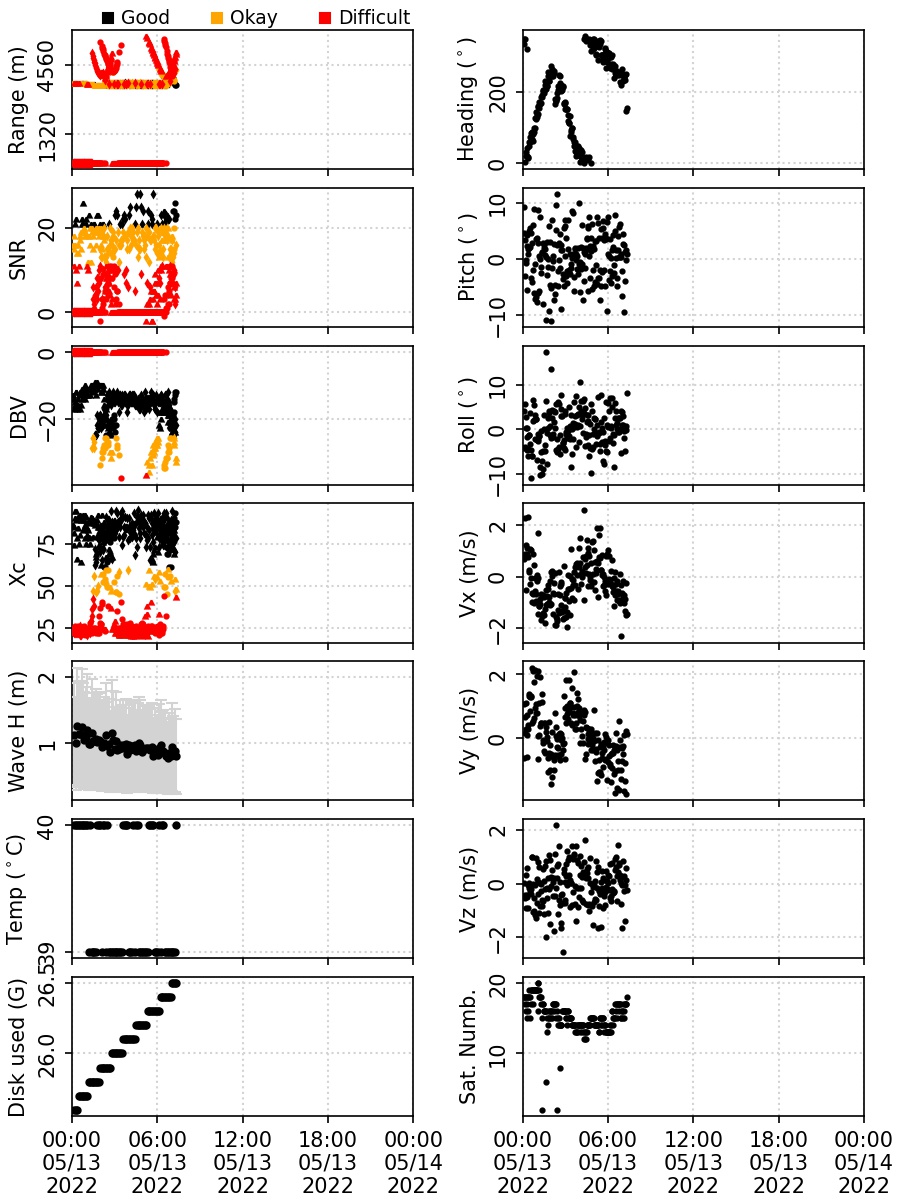 Good Okay Difficult
Range (m)
4560
1320
Heading (°)
200
0
SNR
20
0
Pitch (°)
10
0
−10
DBV
0
−20
Roll (°)
10
0
−10
Xc
75
50
25
Vx (m/s)
2
0
−2
Wave H (m)
2
1
Vy (m/s)
2
0
Temp (°C)
40
39
Vz (m/s)
2
0
−2
Disk used (G)
26.5
26.0
Sat. Numb.
20
10
00:00 06:00 12:00 18:00 00:00 00:00 06:00 12:00 18:00 00:00
05/13 05/13 05/13 05/13 05/14 05/13 05/13 05/13 05/13 05/14
2022 2022 2022 2022 2022 2022 2022 2022 2022 2022